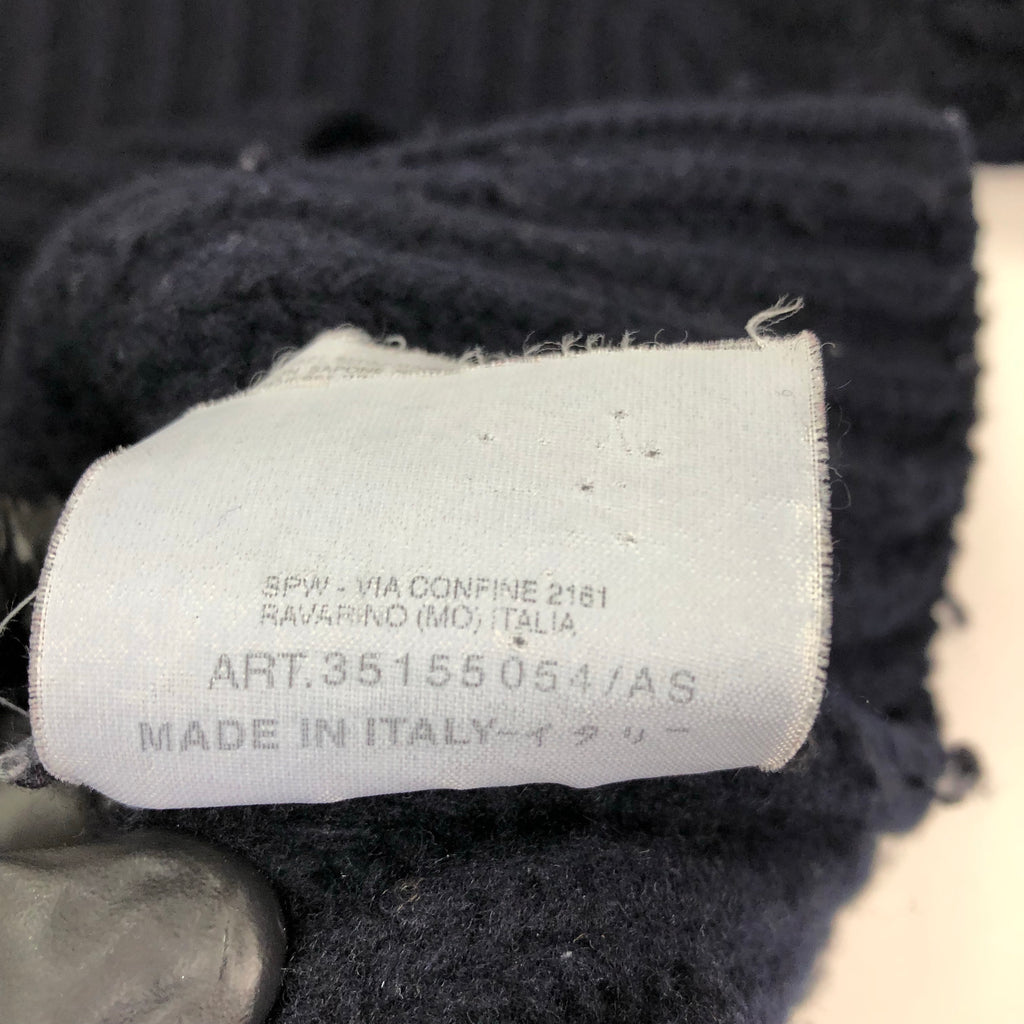 SPW - VIA CONFINE 2161
RAVARINO (MO) ITALIA
ART.35155054/AS
MADE IN ITALY-イタリー